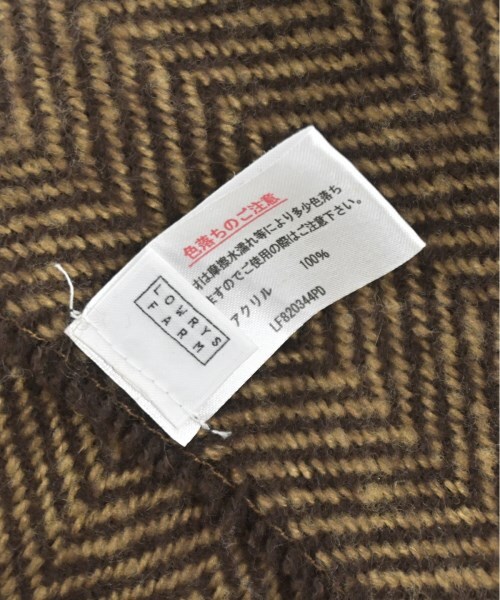 LOWRYS
FARM
色落ちのご注意
材は摩擦水濡れ等により多少色落ち
ますのでご使用の際はご注意下さい。
アクリル 100%
LF820344PD